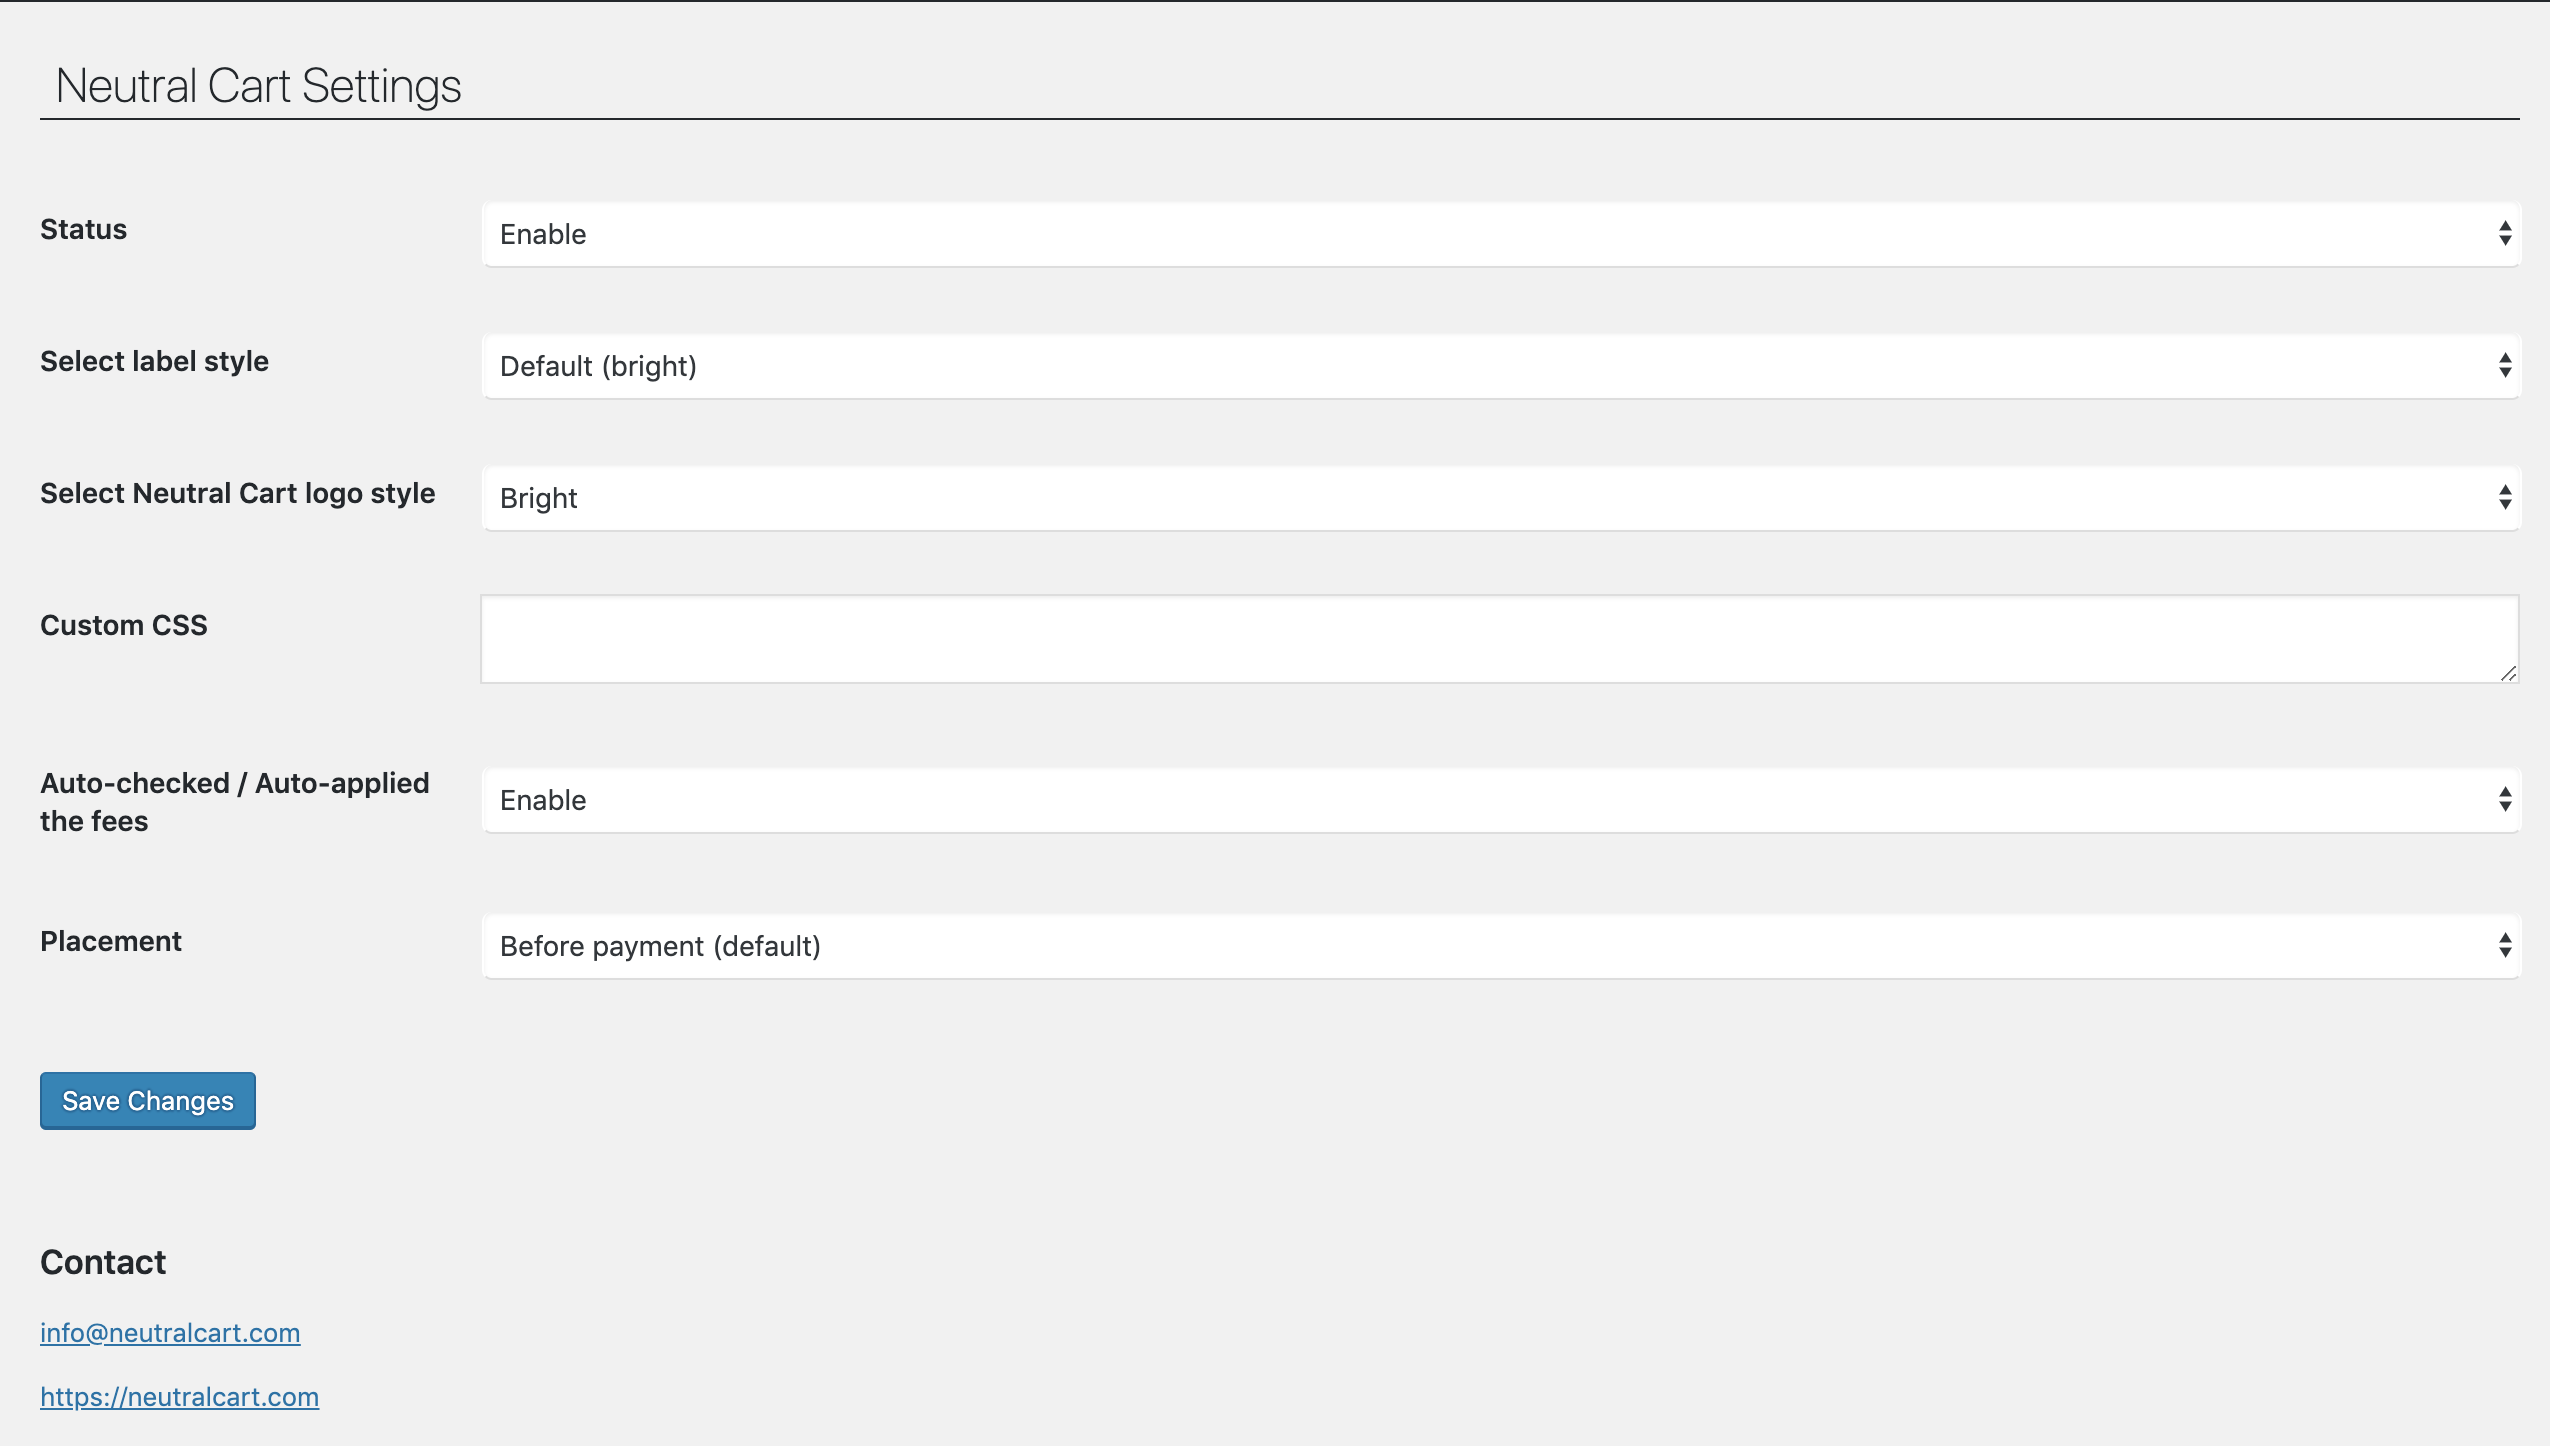 Neutral Cart Settings
Status
Enable
Select label style
Default (bright)
Select Neutral Cart logo style
Bright
Custom CSS
Auto-checked / Auto-applied
the fees
Enable
Placement
Before payment (default)
Save Changes
Contact
info@neutralcart.com
https://neutralcart.com